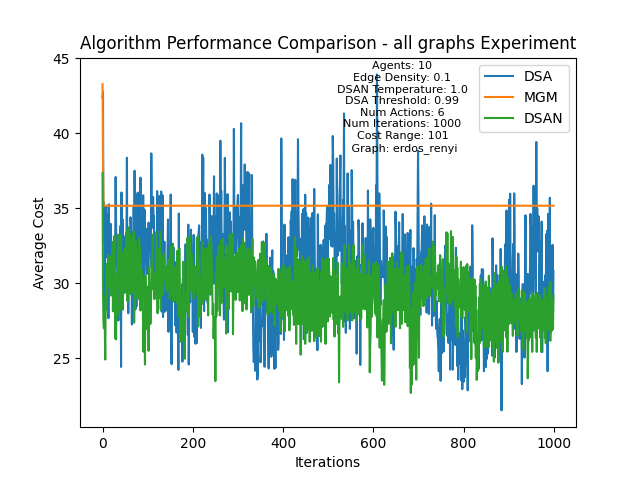 Algorithm Performance Comparison - all graphs Experiment
Agents: 10
Edge Density: 0.1
DSAN Temperature: 1.0
DSA Threshold: 0.99
Num Actions: 6
Num Iterations: 1000
Cost Range: 101
Graph: erdos_renyi
DSA
MGM
DSAN
Average Cost
45
40
35
30
25
0
200
400
600
800
1000
Iterations